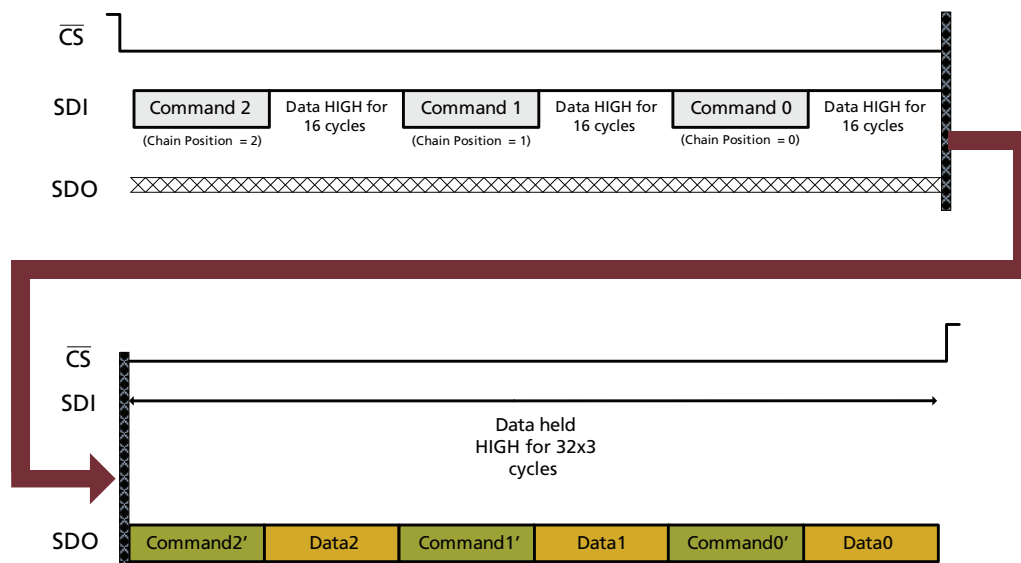 CS
SDI
Command 2
Data HIGH for
16 cycles
Command 1
Data HIGH for
16 cycles
Command 0
Data HIGH for
16 cycles
(Chain Position = 2)
(Chain Position = 1)
(Chain Position = 0)
SDO
CS
SDI
Data held
HIGH for 32x3
cycles
SDO
Command2'
Data2
Command1'
Data1
Command0'
Data0